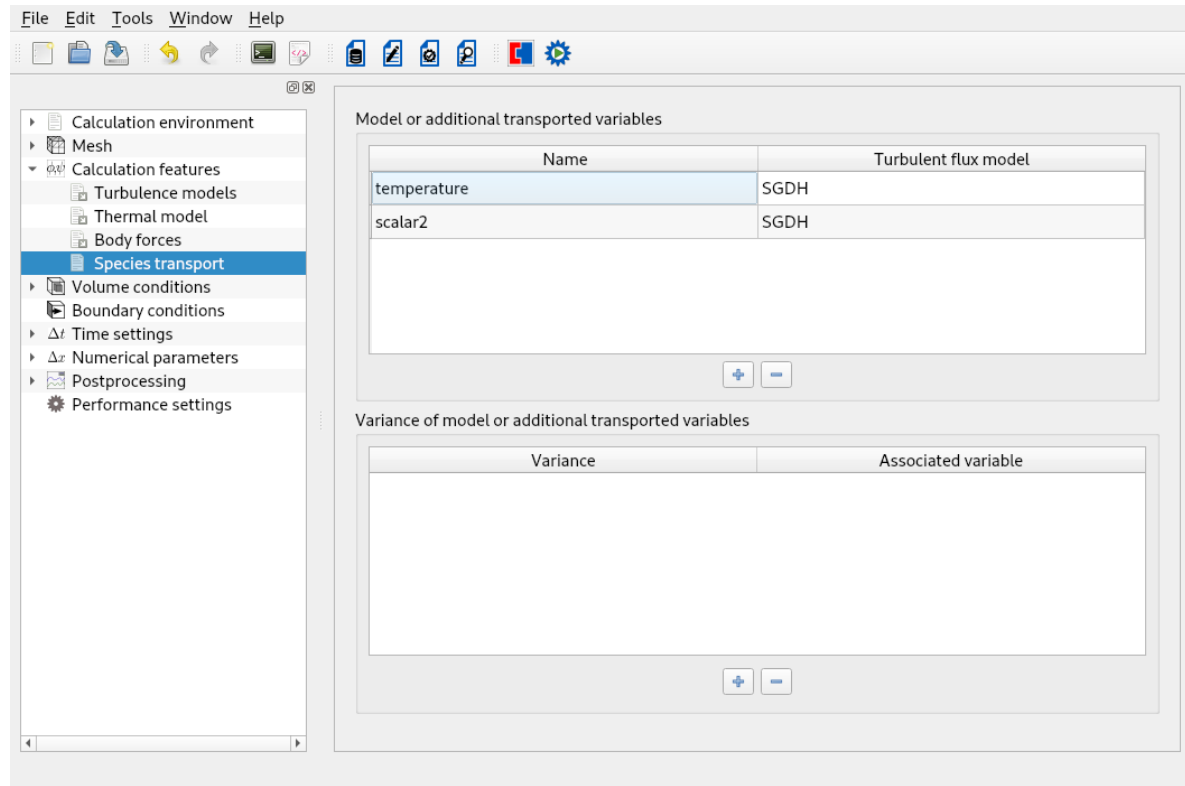 File Edit Tools Window Help
Calculation environment
Mesh
Calculation features
Turbulence models
Thermal model
Body forces
Species transport
Volume conditions
Boundary conditions
Δt Time settings
Δx Numerical parameters
Postprocessing
Performance settings
Model or additional transported variables
Name Turbulent flux model
temperature SGDH
scalar2 SGDH
Variance of model or additional transported variables
Variance Associated variable